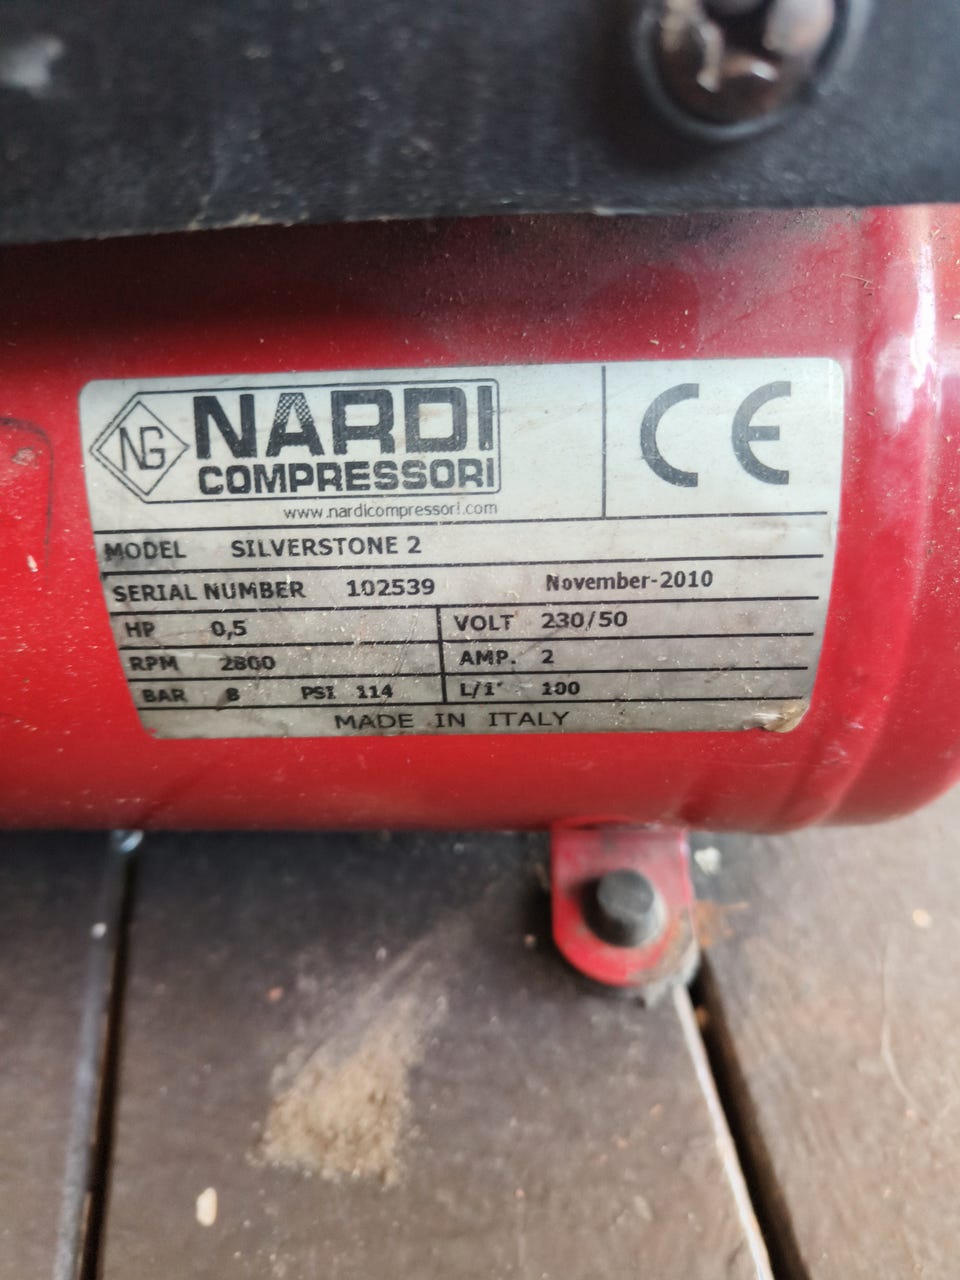 NG NARDI
COMPRESSORI
www.nardicompressori.com
CE
MODEL SILVERSTONE 2
SERIAL NUMBER 102539 November-2010
HP 0,5 VOLT 230/50
RPM 2800 AMP. 2
BAR 8 PSI 114 L/1' 100
MADE IN ITALY